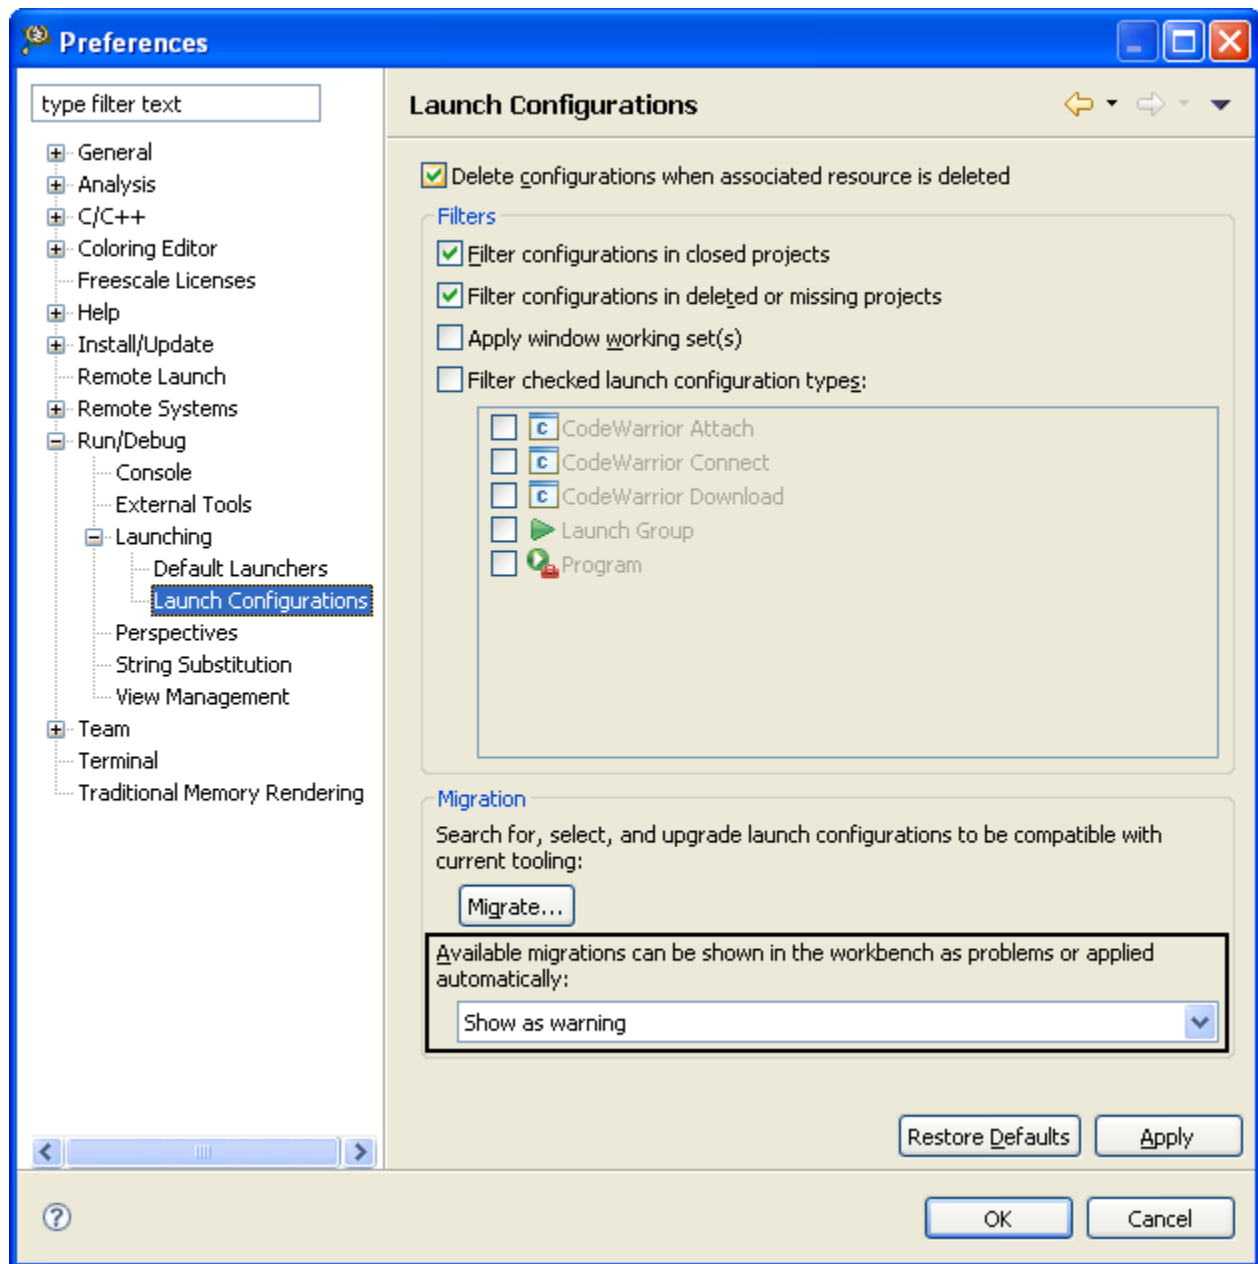 Preferences
type filter text
General
Analysis
C/C++
Coloring Editor
Freescale Licenses
Help
Install/Update
Remote Launch
Remote Systems
Run/Debug
Console
External Tools
Launching
Default Launchers
Launch Configurations
Perspectives
String Substitution
View Management
Team
Terminal
Traditional Memory Rendering
Launch Configurations
Delete configurations when associated resource is deleted
Filters
Filter configurations in closed projects
Filter configurations in deleted or missing projects
Apply window working set(s)
Filter checked launch configuration types:
C CodeWarrior Attach
C CodeWarrior Connect
C CodeWarrior Download
Launch Group
Program
Migration
Search for, select, and upgrade launch configurations to be compatible with
current tooling:
Migrate...
Available migrations can be shown in the workbench as problems or applied
automatically:
Show as warning
Restore Defaults
Apply
?
OK
Cancel